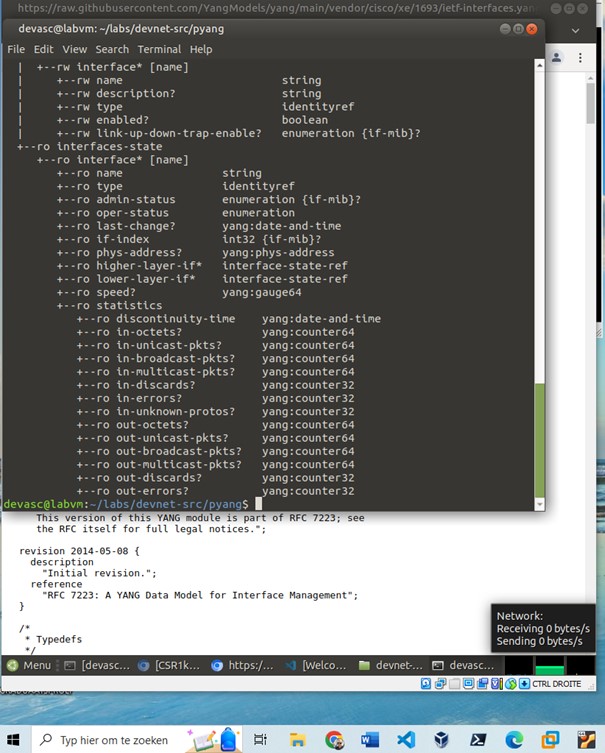 https://raw.githubusercontent.com/YangModels/yang/main/vendor/cisco/xe/1693/ietf-interfaces.yan
devasc@labvm: ~/labs/devnet-src/pyang
File Edit View Search Terminal Help
|  +--rw interface* [name]
|     +--rw name                        string
|     +--rw description?                string
|     +--rw type                        identityref
|     +--rw enabled?                    boolean
|     +--rw link-up-down-trap-enable?   enumeration {if-mib}?
+--ro interfaces-state
   +--ro interface* [name]
      +--ro name               string
      +--ro type               identityref
      +--ro admin-status       enumeration {if-mib}?
      +--ro oper-status        enumeration
      +--ro last-change?       yang:date-and-time
      +--ro if-index           int32 {if-mib}?
      +--ro phys-address?      yang:phys-address
      +--ro higher-layer-if*   interface-state-ref
      +--ro lower-layer-if*    interface-state-ref
      +--ro speed?             yang:gauge64
      +--ro statistics
         +--ro discontinuity-time    yang:date-and-time
         +--ro in-octets?            yang:counter64
         +--ro in-unicast-pkts?      yang:counter64
         +--ro in-broadcast-pkts?    yang:counter64
         +--ro in-multicast-pkts?    yang:counter64
         +--ro in-discards?          yang:counter32
         +--ro in-errors?            yang:counter32
         +--ro in-unknown-protos?    yang:counter32
         +--ro out-octets?           yang:counter64
         +--ro out-unicast-pkts?     yang:counter64
         +--ro out-broadcast-pkts?   yang:counter64
         +--ro out-multicast-pkts?   yang:counter64
         +--ro out-discards?         yang:counter32
         +--ro out-errors?           yang:counter32
devasc@labvm:~/labs/devnet-src/pyang$
This version of this YANG module is part of RFC 7223; see
the RFC itself for full legal notices.";
revision 2014-05-08 {
description
"Initial revision.";
reference
"RFC 7223: A YANG Data Model for Interface Management";
}
/*
* Typedefs
*/
Network:
Receiving 0 bytes/s
Sending 0 bytes/s
Menu [devasc... [CSR1k... https:/... [Welco... devnet-... devasc...
CTRL DROITE
Typ hier om te zoeken